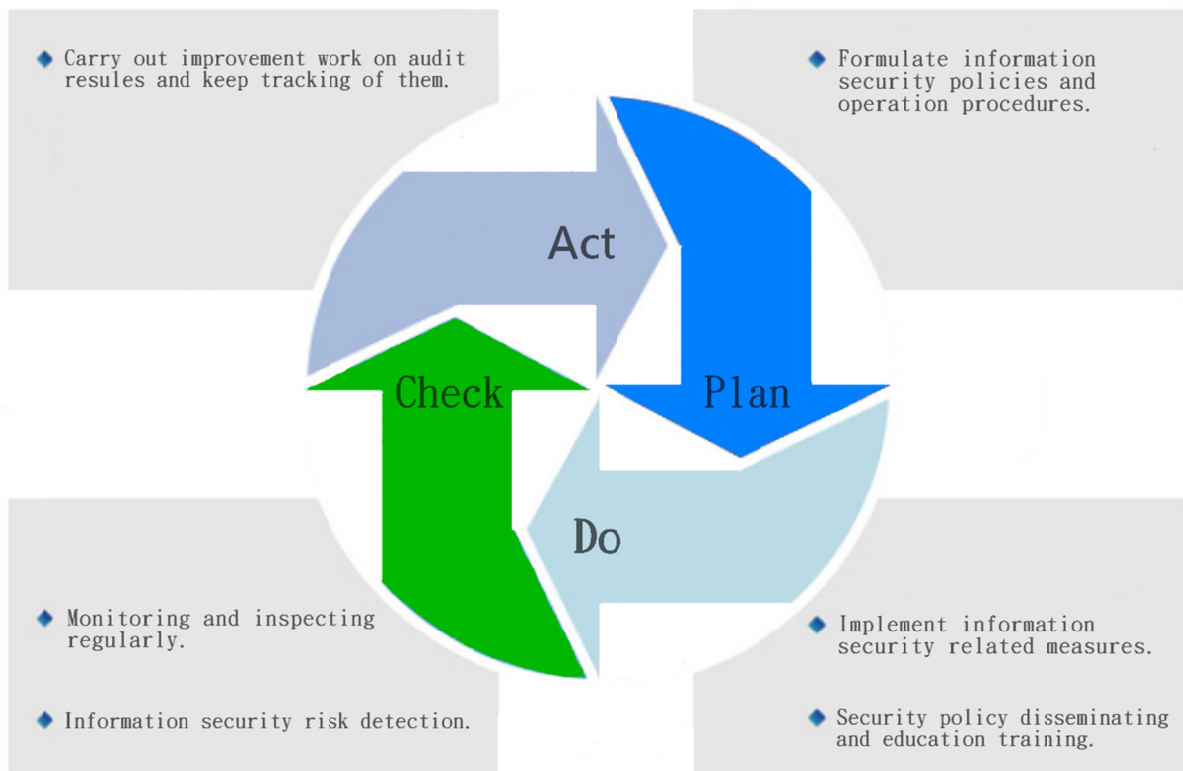 Carry out improvement work on audit
resules and keep tracking of them.
Formulate information
security policies and
operation procedures.
Act
Plan
Check
Do
Monitoring and inspecting
regularly.
Information security risk detection.
Implement information
security related measures.
Security policy disseminating
and education training.